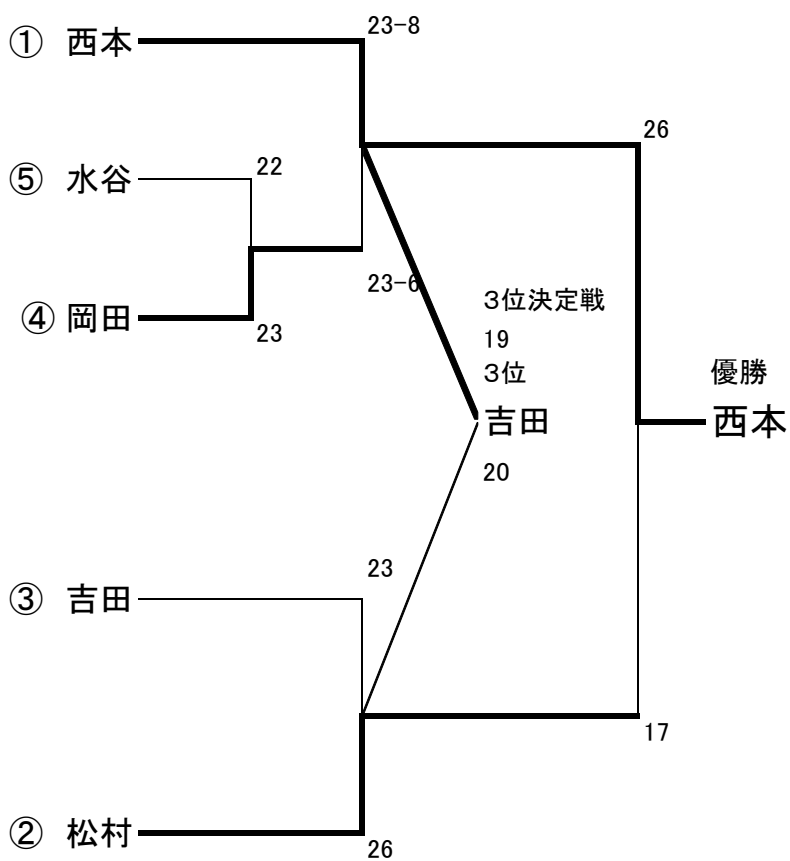 ① 西本
23-8
26
⑤ 水谷
22
23-6
④ 岡田
23
３位決定戦
19
３位
吉田
20
優勝
西本
23
③ 吉田
17
② 松村
26